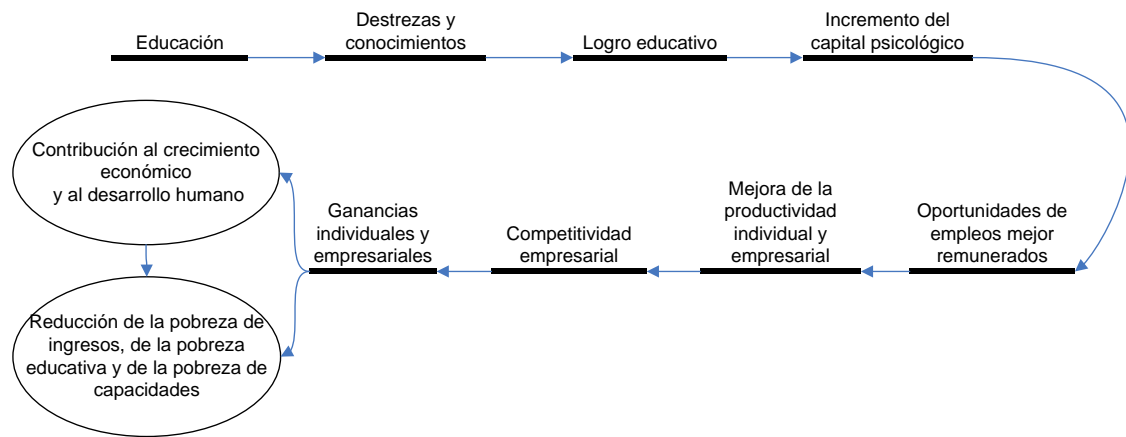 Educación
Destrezas y
conocimientos
Logro educativo
Incremento del
capital psicológico
Oportunidades de
empleos mejor
remunerados
Mejora de la
productividad
individual y
empresarial
Competitividad
empresarial
Ganancias
individuales y
empresariales
Contribución al crecimiento
económico
y al desarrollo humano
Reducción de la pobreza de
ingresos, de la pobreza
educativa y de la pobreza de
capacidades